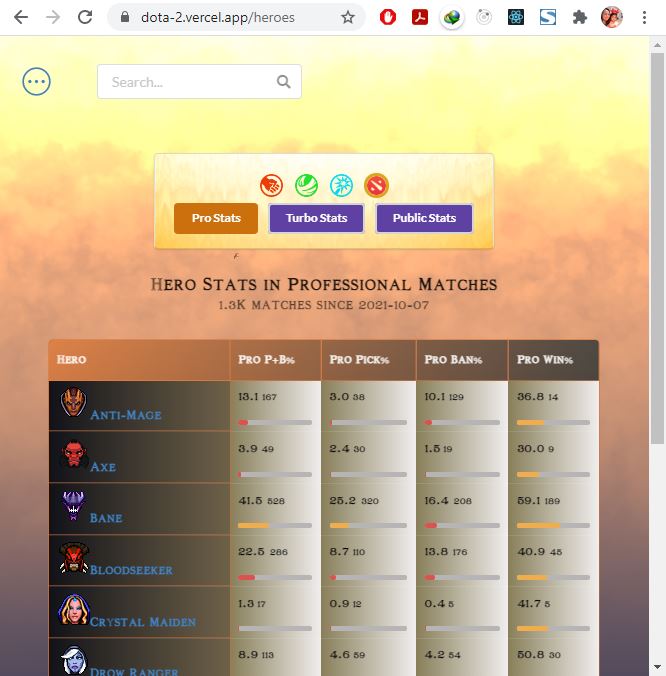 dota-2.vercel.app/heroes
Search...
Pro Stats Turbo Stats Public Stats
Hero Stats in Professional Matches
1.3K matches since 2021-10-07
Hero Pro P+B% Pro Pick% Pro Ban% Pro Win%
Anti-Mage 13.1 167 3.0 38 10.1 129 36.8 14
Axe 3.9 49 2.4 30 1.5 19 30.0 9
Bane 41.5 528 25.2 320 16.4 208 59.1 189
Bloodseeker 22.5 286 8.7 110 13.8 176 40.9 45
Crystal Maiden 1.3 17 0.9 12 0.4 5 41.7 5
Drow Ranger 8.9 113 4.6 59 4.2 54 50.8 30